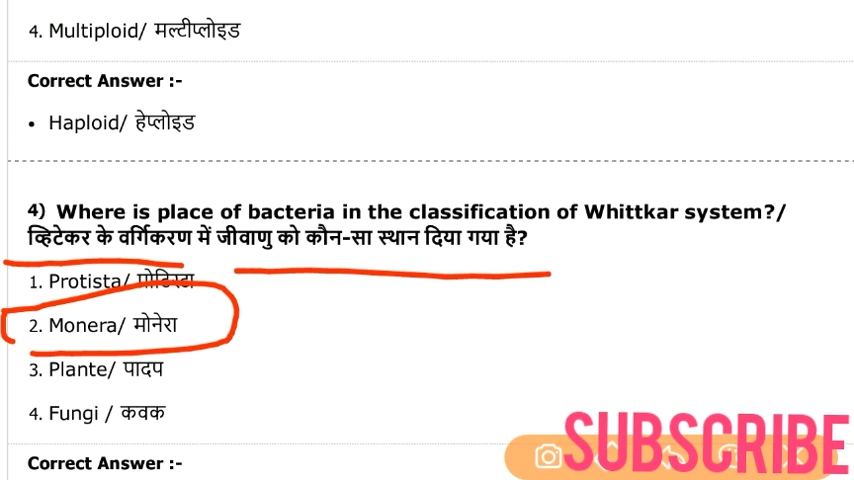 4. Multiploid/ मल्टीप्लोइड
Correct Answer :-
• Haploid/ हेप्लोइड
4) Where is place of bacteria in the classification of Whittkar system?/
व्हिटेकर के वर्गिकरण में जीवाणु को कौन-सा स्थान दिया गया है?
1. Protista/ प्रोटिस्टा
2. Monera/ मोनेरा
3. Plante/ पादप
4. Fungi / कवक
SUBSCRIBE
Correct Answer :-